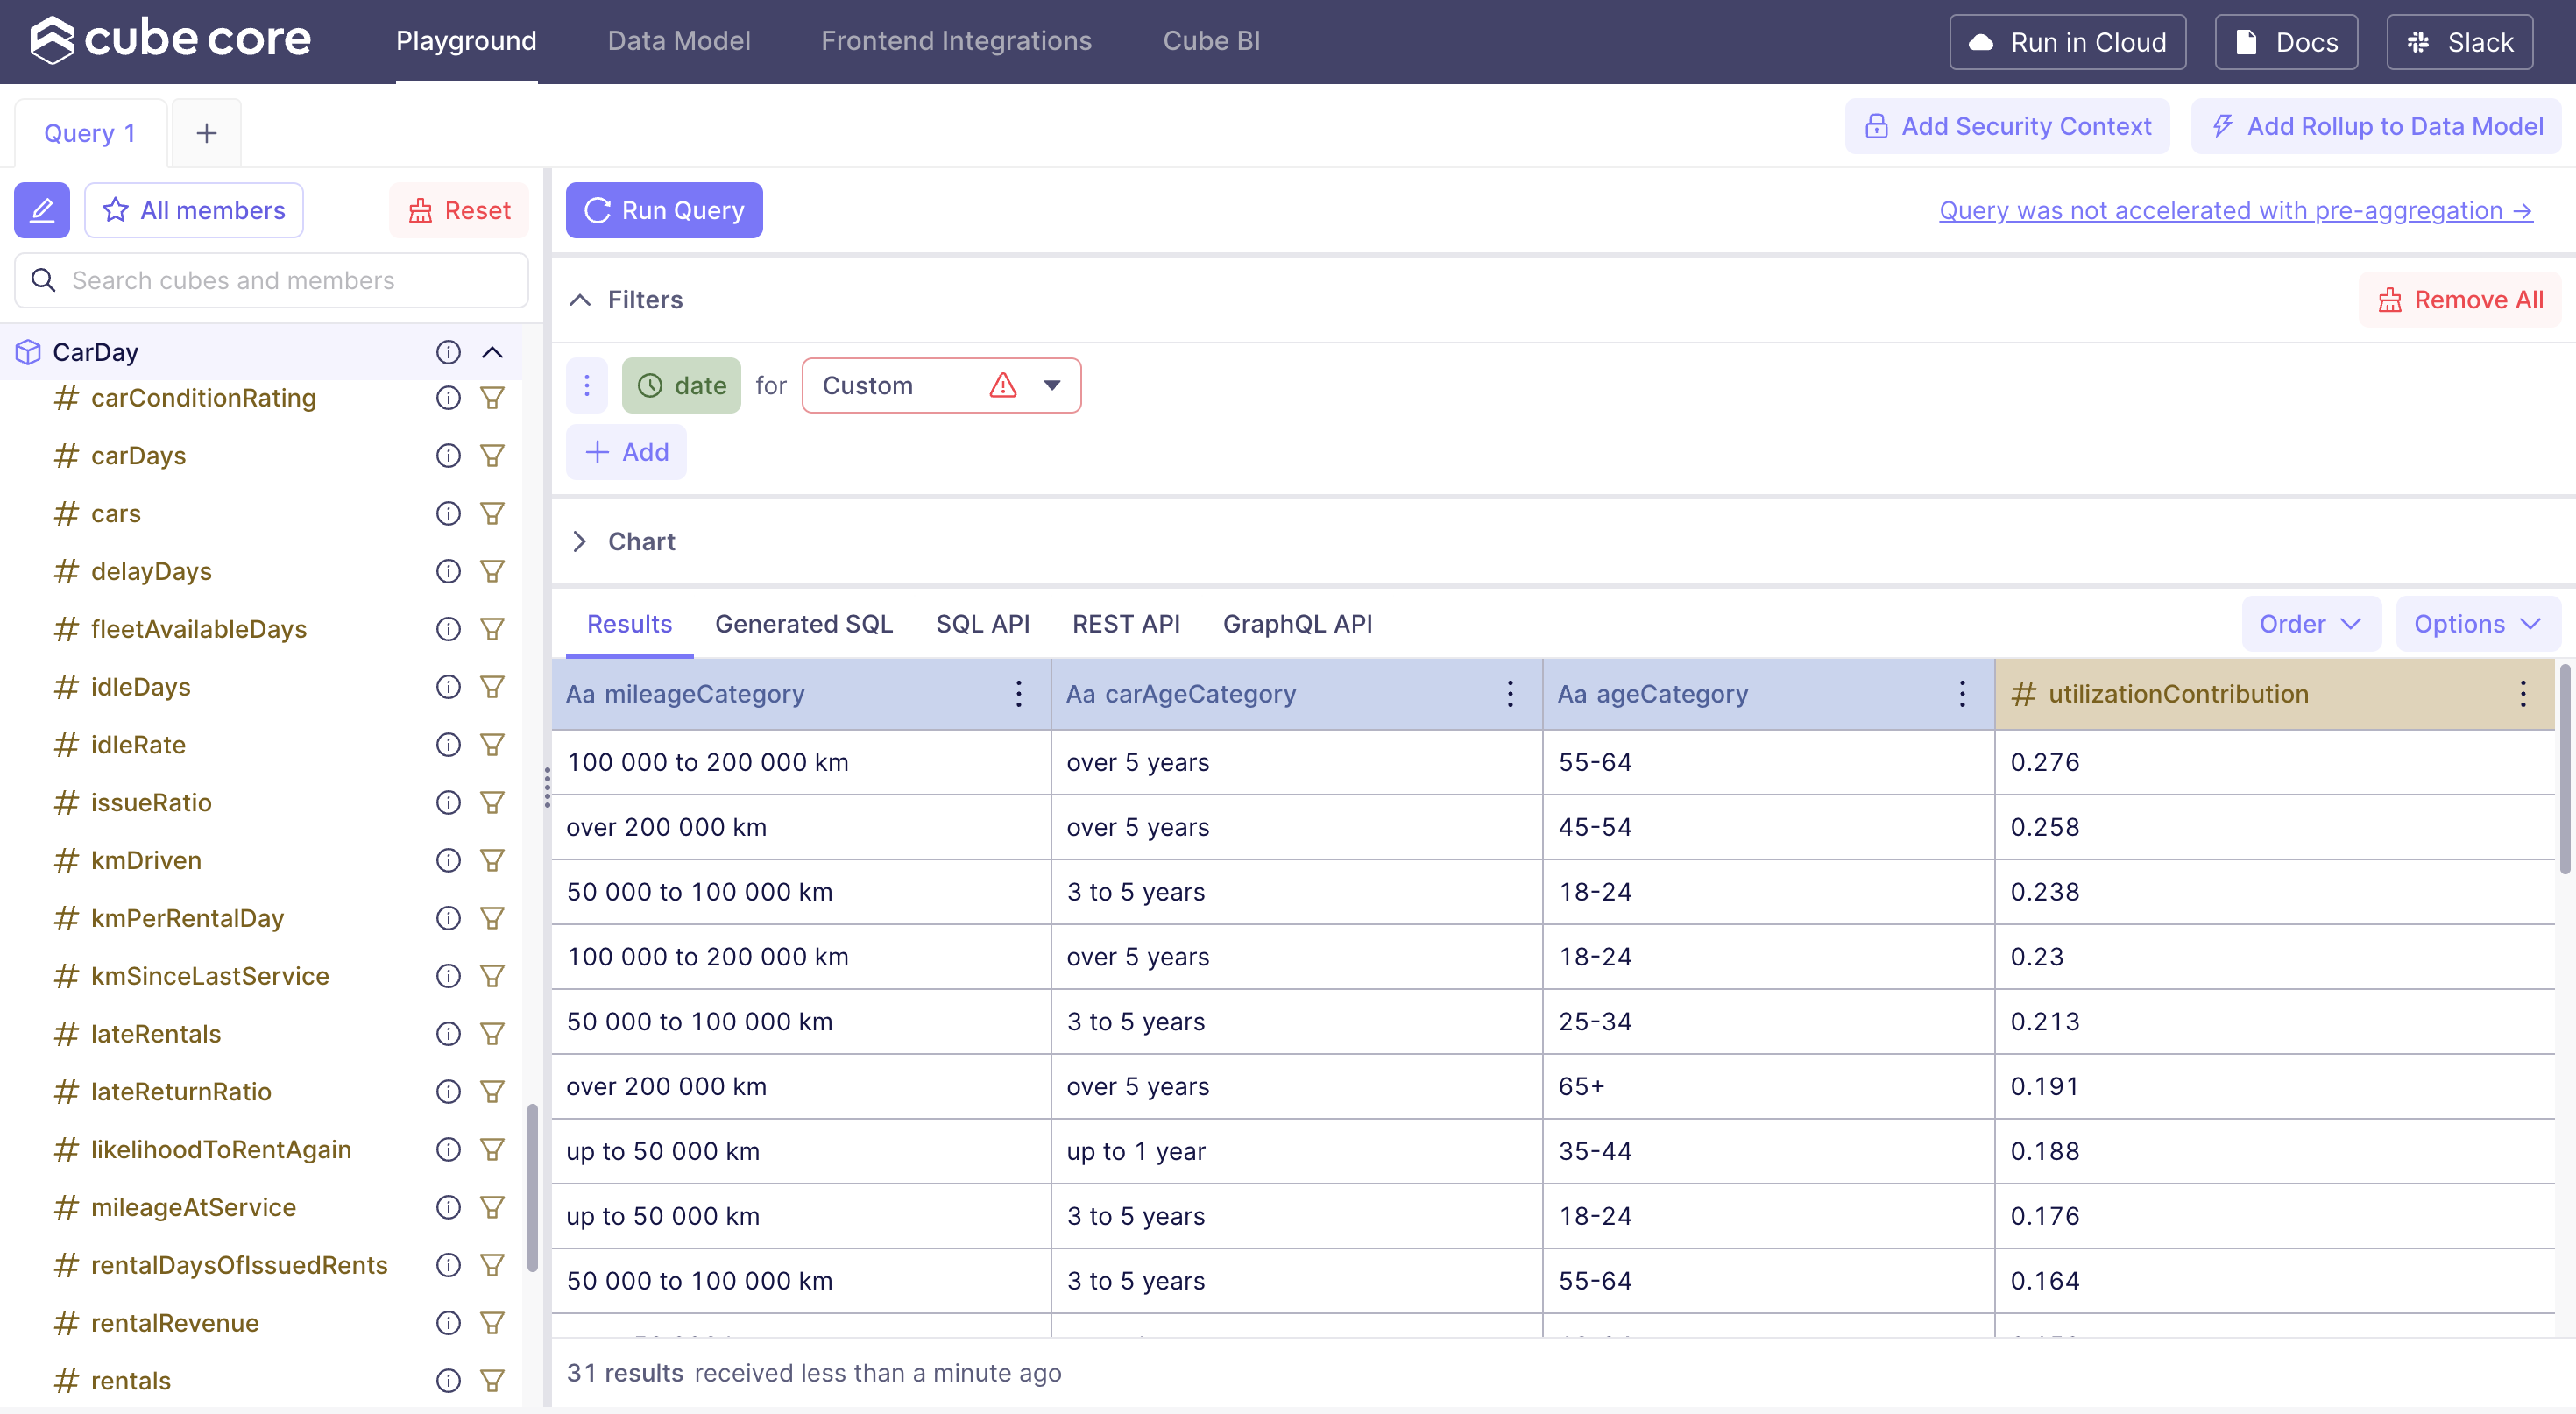 cube core
Playground
Data Model
Frontend Integrations
Cube BI
Run in Cloud
Docs
Slack
Query 1
Add Security Context
Add Rollup to Data Model
All members
Reset
Run Query
Query was not accelerated with pre-aggregation →
Search cubes and members
Filters
Remove All
CarDay
carConditionRating
carDays
cars
delayDays
fleetAvailableDays
idleDays
idleRate
issueRatio
kmDriven
kmPerRentalDay
kmSinceLastService
lateRentals
lateReturnRatio
likelihoodToRentAgain
mileageAtService
rentalDaysOfIssuedRents
rentalRevenue
rentals
date for Custom
Add
Chart
Results
Generated SQL
SQL API
REST API
GraphQL API
Order
Options
Aa mileageCategory Aa carAgeCategory Aa ageCategory # utilizationContribution
100 000 to 200 000 km over 5 years 55-64 0.276
over 200 000 km over 5 years 45-54 0.258
50 000 to 100 000 km 3 to 5 years 18-24 0.238
100 000 to 200 000 km over 5 years 18-24 0.23
50 000 to 100 000 km 3 to 5 years 25-34 0.213
over 200 000 km over 5 years 65+ 0.191
up to 50 000 km up to 1 year 35-44 0.188
up to 50 000 km 3 to 5 years 18-24 0.176
50 000 to 100 000 km 3 to 5 years 55-64 0.164
31 results received less than a minute ago